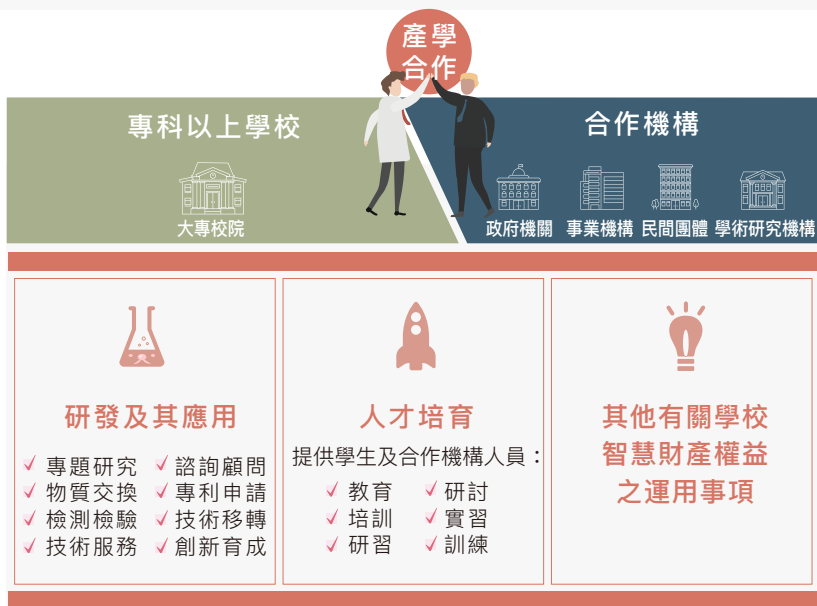 產學
合作
專科以上學校
大專校院
合作機構
政府機關 事業機構 民間團體 學術研究機構
研發及其應用
專題研究 諮詢顧問
物質交換 專利申請
檢測檢驗 技術移轉
技術服務 創新育成
人才培育
提供學生及合作機構人員：
教育 研討
培訓 實習
研習 訓練
其他有關學校
智慧財產權益
之運用事項